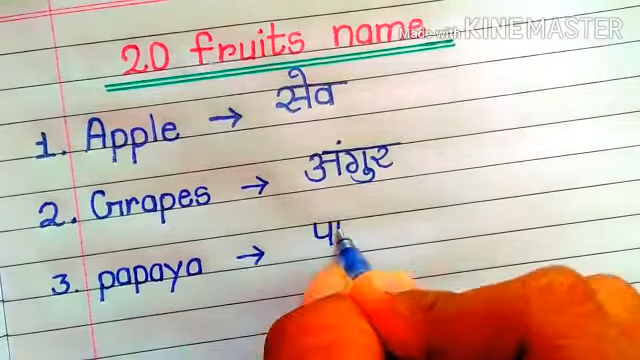 Made with KINEMASTER
20 fruits name
1. Apple → सेव
2. Grapes → अंगुर
3. papaya → प